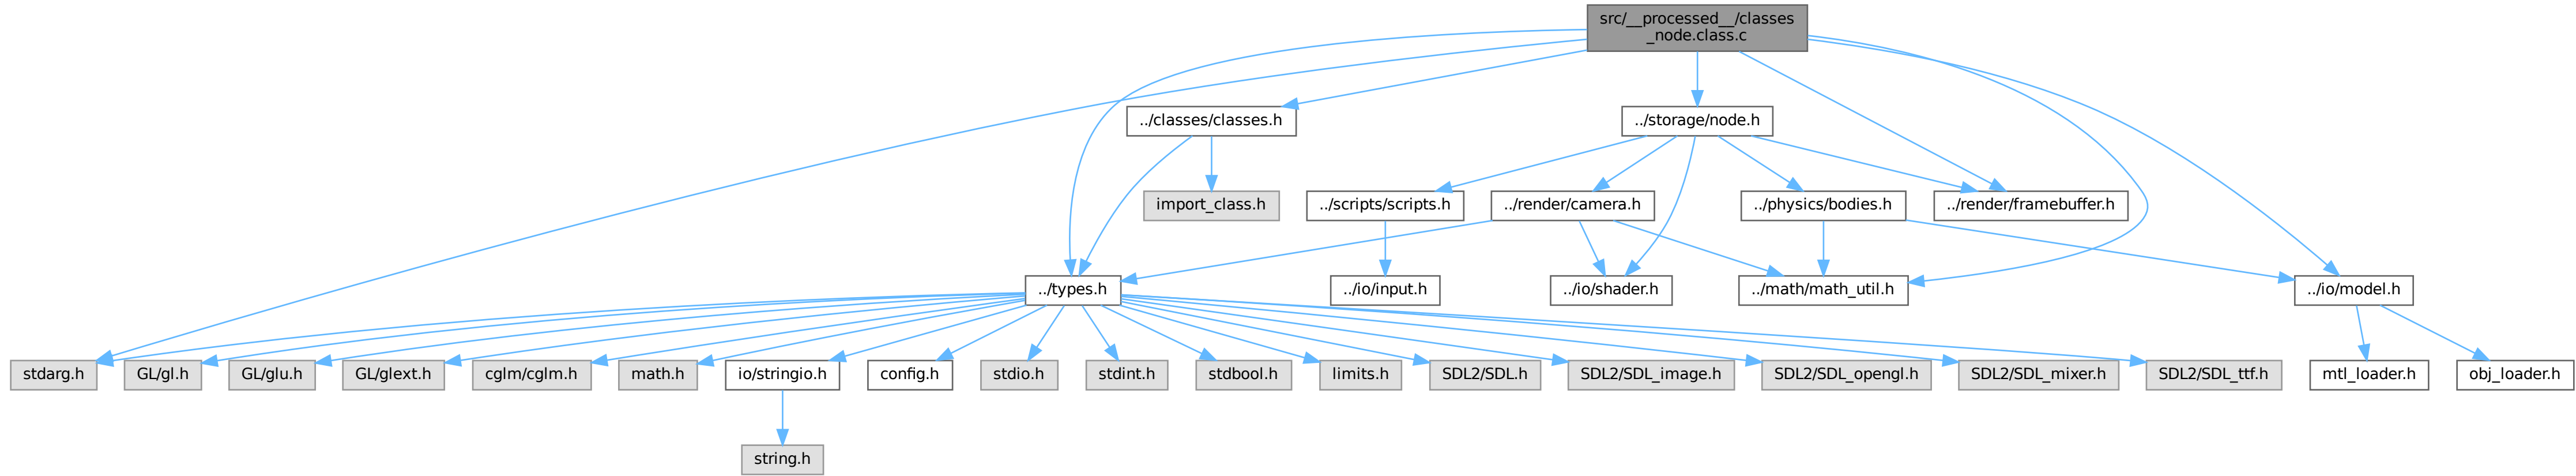 src/__processed__/classes
_node.class.c
../classes/classes.h
../storage/node.h
import_class.h
../scripts/scripts.h
../render/camera.h
../physics/bodies.h
../render/framebuffer.h
../types.h
../io/input.h
../io/shader.h
../math/math_util.h
../io/model.h
stdarg.h
GL/gl.h
GL/glu.h
GL/glext.h
cglm/cglm.h
math.h
io/stringio.h
config.h
stdio.h
stdint.h
stdbool.h
limits.h
SDL2/SDL.h
SDL2/SDL_image.h
SDL2/SDL_opengl.h
SDL2/SDL_mixer.h
SDL2/SDL_ttf.h
mtl_loader.h
obj_loader.h
string.h